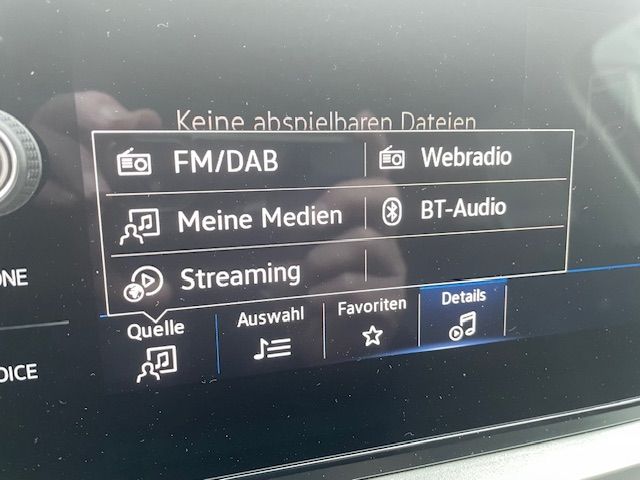 Keine abspielbaren Dateien
FM/DAB
Webradio
Meine Medien
BT-Audio
Streaming
Quelle
Auswahl
Favoriten
Details
ONE
OICE